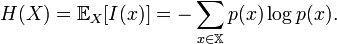 H(X) = 𝔼_X[I(x)] = −∑_{x∈𝕏} p(x) log p(x).